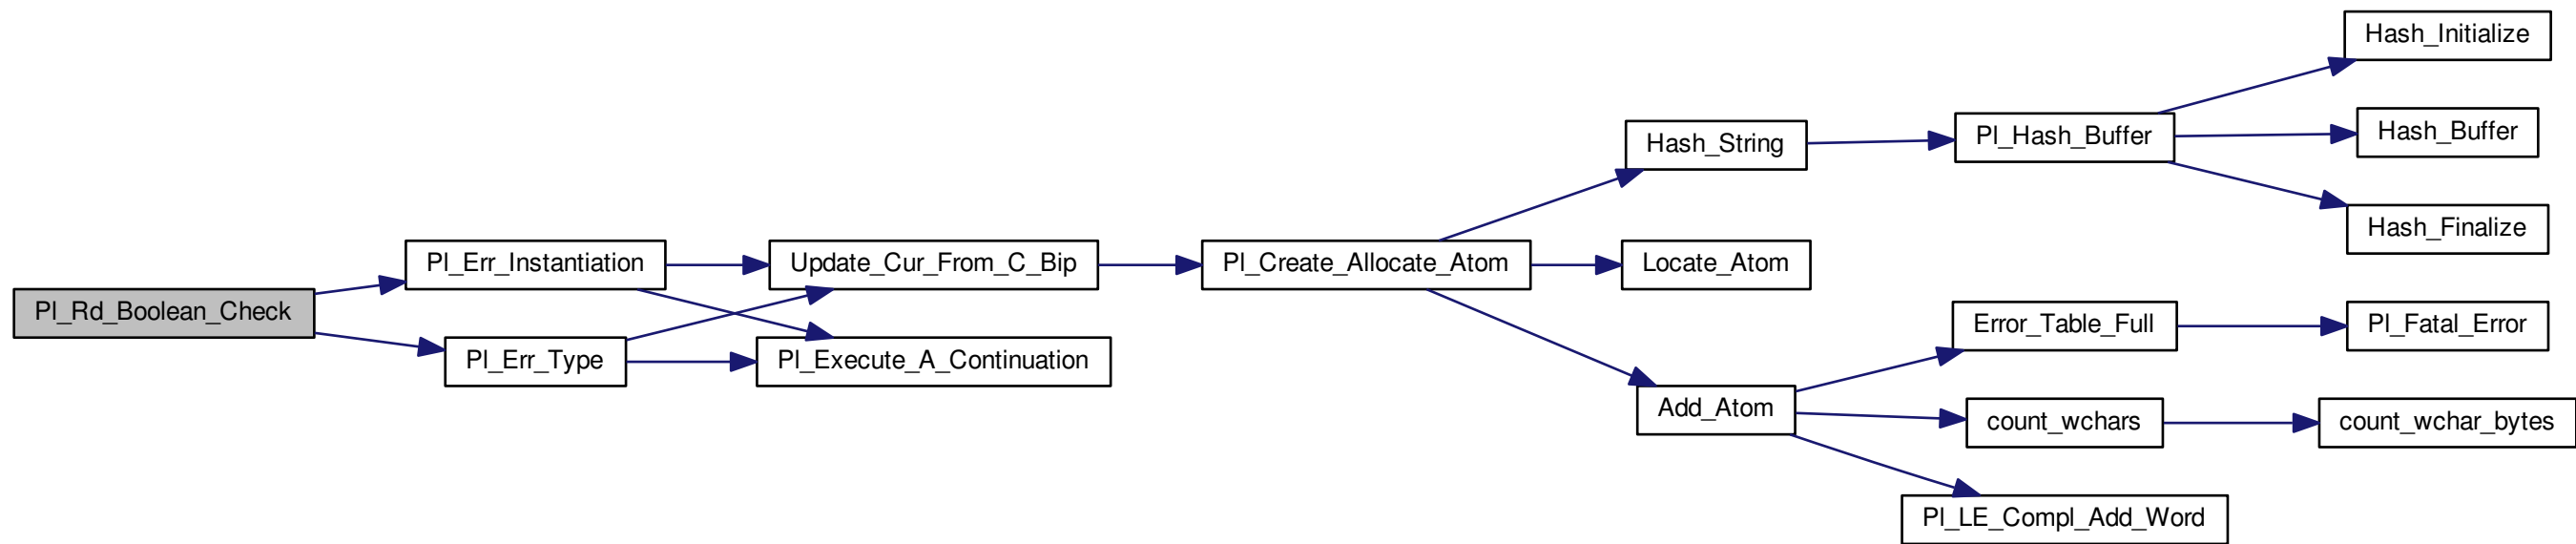 Pl_Rd_Boolean_Check
Pl_Err_Instantiation
Pl_Err_Type
Update_Cur_From_C_Bip
Pl_Execute_A_Continuation
Pl_Create_Allocate_Atom
Hash_String
Locate_Atom
Add_Atom
Pl_Hash_Buffer
Error_Table_Full
count_wchars
Pl_LE_Compl_Add_Word
Hash_Initialize
Hash_Buffer
Hash_Finalize
Pl_Fatal_Error
count_wchar_bytes